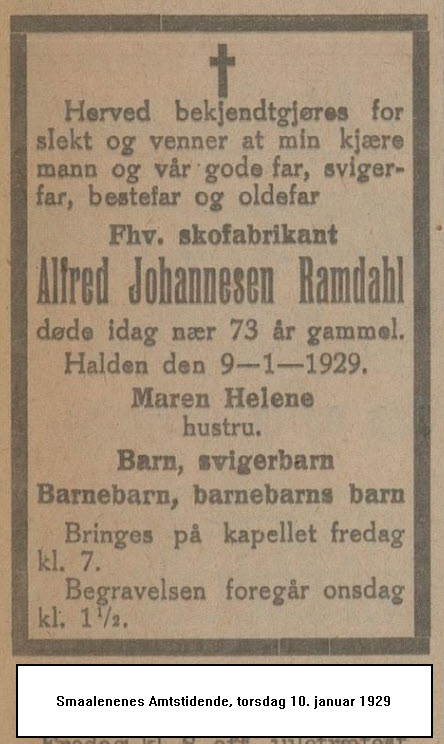 Herved bekjendtgjøres for
slekt og venner at min kjære
mann og vår gode far, sviger-
far, bestefar og oldefar
Fhv. skofabrikant
Alfred Johannesen Ramdahl
døde idag nær 73 år gammel.
Halden den 9—1—1929.
Maren Helene
hustru.
Barn, svigerbarn
Barnebarn, barnebarns barn
Bringes på kapellet fredag
kl. 7.
Begravelsen foregår onsdag
kl. 1½.
Smaalenenes Amtstidende, torsdag 10. januar 1929